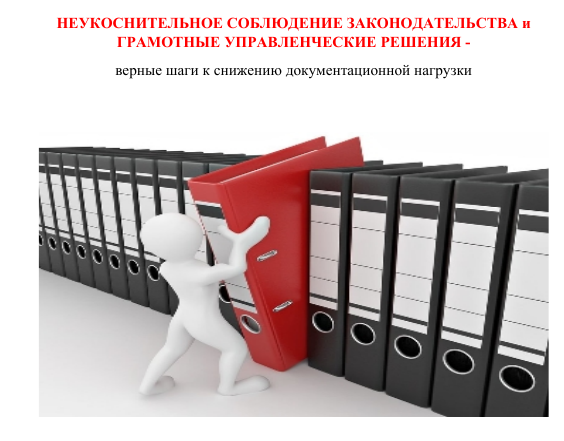 НЕУКОСНИТЕЛЬНОЕ СОБЛЮДЕНИЕ ЗАКОНОДАТЕЛЬСТВА и
ГРАМОТНЫЕ УПРАВЛЕНЧЕСКИЕ РЕШЕНИЯ -
верные шаги к снижению документационной нагрузки